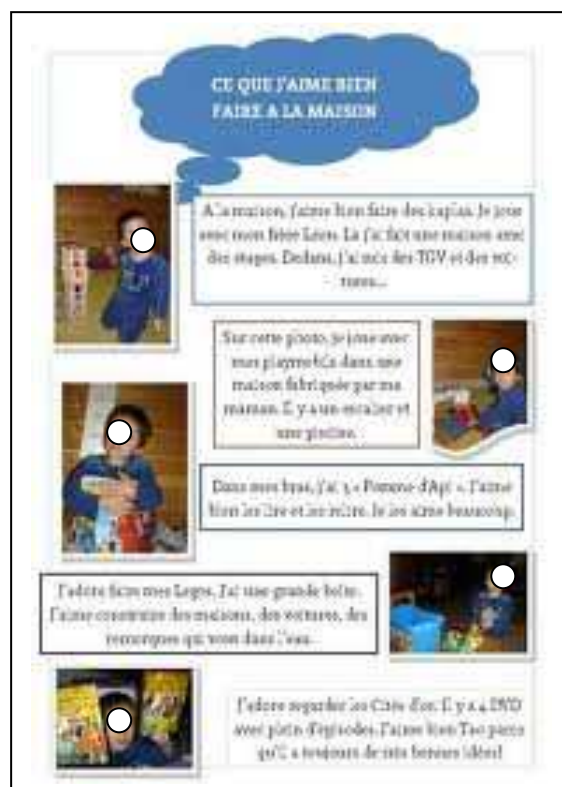 CE QUE J'AIME BIEN
FAIRE A LA MAISON
A la maison, j'aime bien faire des kaplas. Je joue
avec mon frère Léon. Là j'ai fait une maison avec
des étages. Dedans, j'ai mis des TGV et des voi-
tures...
Sur cette photo, je joue avec
mes playmobils dans une
maison fabriquée par ma
maman. Il y a un escalier et
une piscine.
Dans mes bras, j'ai 3 « Pomme d'Api ». J'aime
bien les lire et les relire. Je les aime beaucoup.
J'adore faire mes Legos. J'ai une grande boîte.
J'aime construire des maisons, des voitures, des
remorques qui vont dans l'eau.
J'adore regarder les Cités d'or. Il y a 4 DVD
avec plein d'épisodes. J'aime bien Tao parce
qu'il a toujours de très bonnes idées!